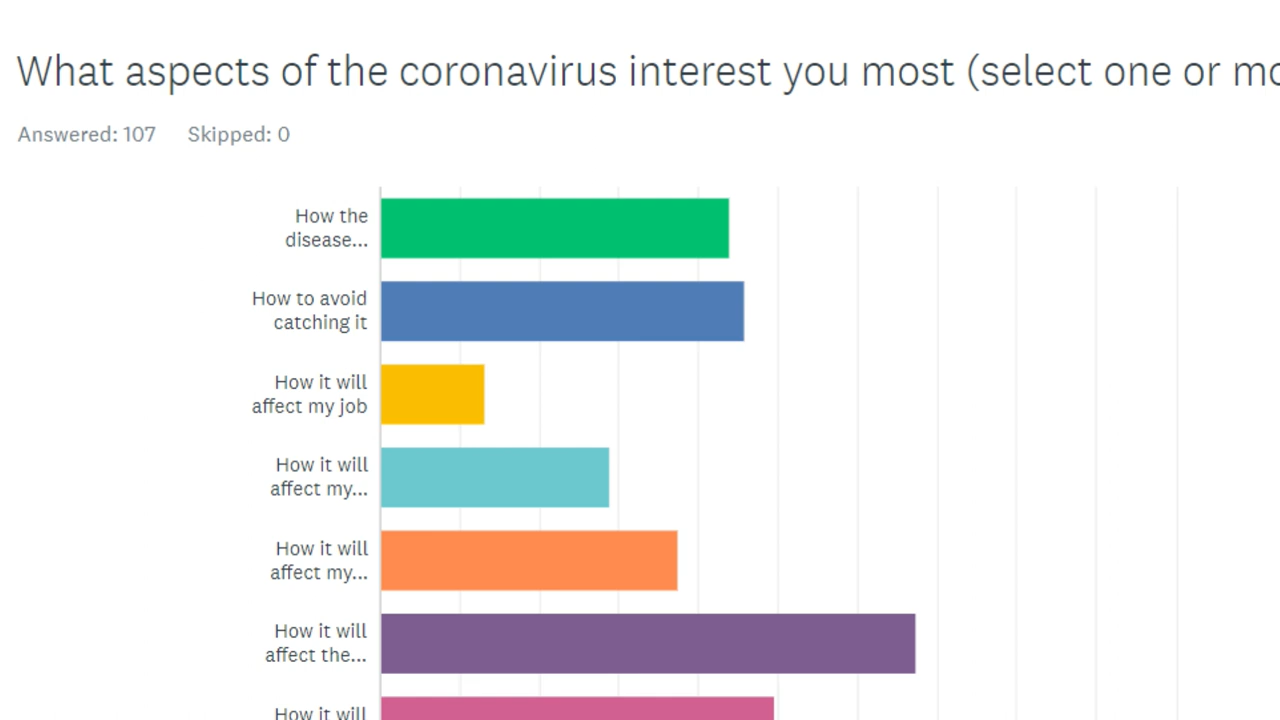 What aspects of the coronavirus interest you most (select one or mo
Answered: 107 Skipped: 0
How the
disease...
How to avoid
catching it
How it will
affect my job
How it will
affect my...
How it will
affect my...
How it will
affect the...
How it will